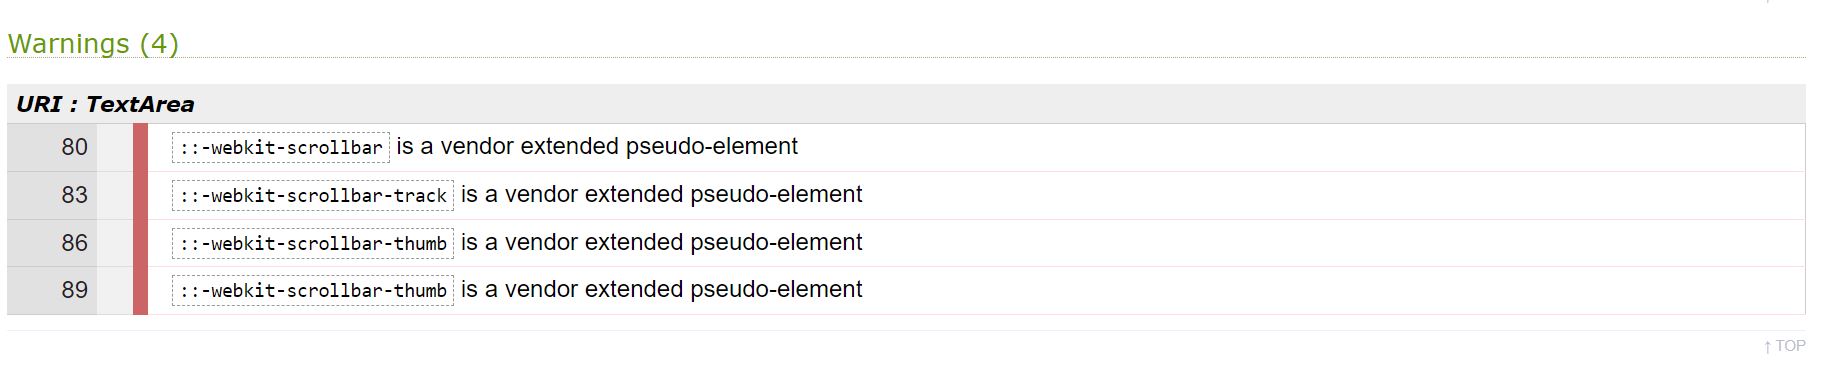 Warnings (4)
URI : TextArea
80 ::-webkit-scrollbar is a vendor extended pseudo-element
83 ::-webkit-scrollbar-track is a vendor extended pseudo-element
86 ::-webkit-scrollbar-thumb is a vendor extended pseudo-element
89 ::-webkit-scrollbar-thumb is a vendor extended pseudo-element
↑ TOP